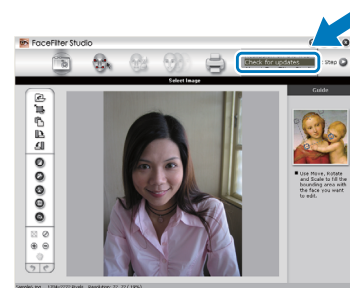 FaceFilter Studio
Check for updates
Step
Select Image
Guide
Use Move, Rotate
and Scale to fill the
bounding area with
the face you want
to edit.